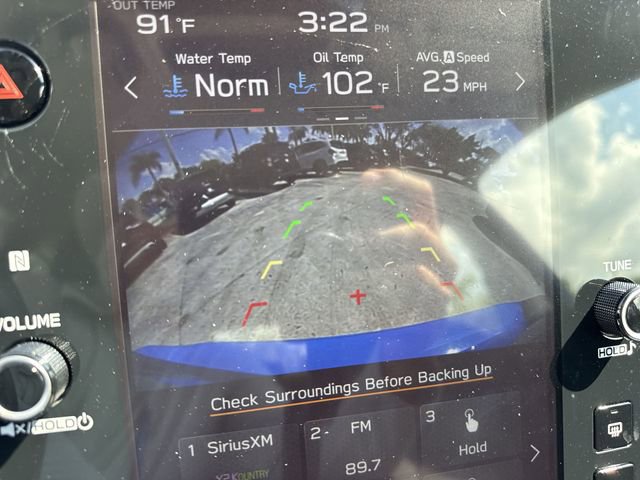 OUT TEMP
91°F
3:22 PM
Water Temp
Norm
Oil Temp
102 °F
AVG. A Speed
23 MPH
VOLUME
HOLD
TUNE
HOLD
Check Surroundings Before Backing Up
1 SiriusXM
2 - FM
89.7
3
Hold